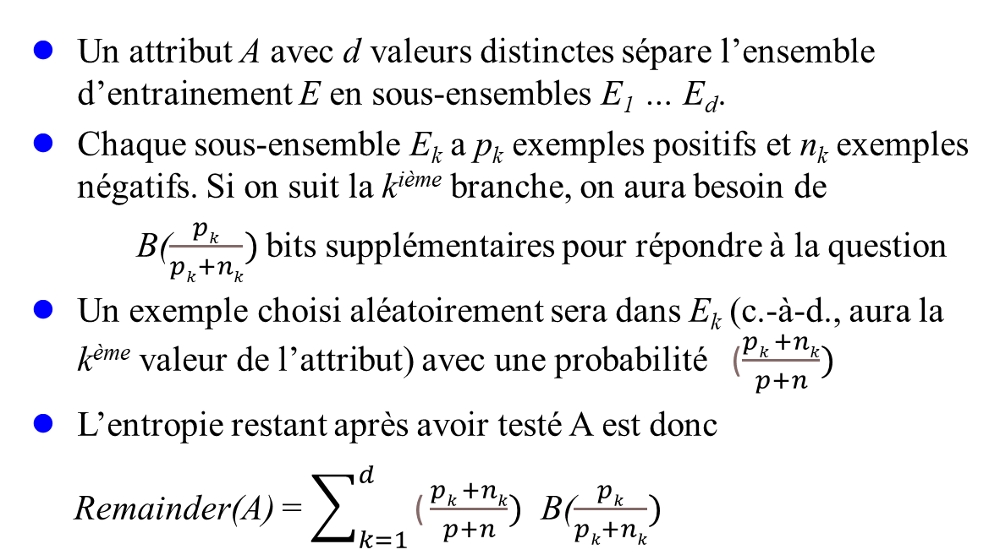 ● Un attribut A avec d valeurs distinctes sépare l’ensemble
d’entrainement E en sous-ensembles E_1 ... E_d.
● Chaque sous-ensemble E_k a p_k exemples positifs et n_k exemples
négatifs. Si on suit la k^ième branche, on aura besoin de
B(\frac{p_k}{p_k+n_k}) bits supplémentaires pour répondre à la question
● Un exemple choisi aléatoirement sera dans E_k (c.-à-d., aura la
k^ème valeur de l’attribut) avec une probabilité (\frac{p_k+n_k}{p+n})
● L’entropie restant après avoir testé A est donc
Remainder(A) = \sum_{k=1}^{d} (\frac{p_k+n_k}{p+n}) B(\frac{p_k}{p_k+n_k})